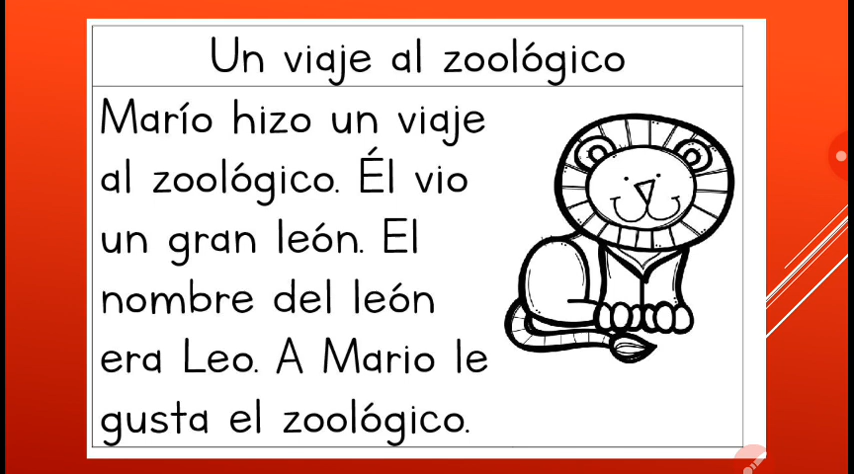 Un viaje al zoológico
Marío hizo un viaje
al zoológico. Él vio
un gran león. El
nombre del león
era Leo. A Mario le
gusta el zoológico.